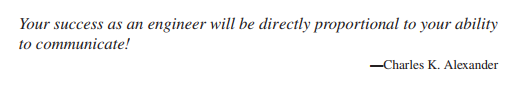 Your success as an engineer will be directly proportional to your ability
to communicate!
—Charles K. Alexander